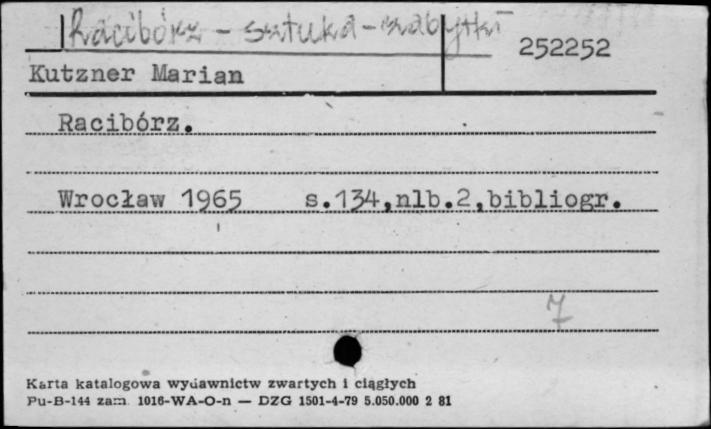 Racibórz - sztuka - zabytki
252252
Kutzner Marian
Racibórz.
Wrocław 1965 s.134,nlb.2,bibliogr.
7
Karta katalogowa wydawnictw zwartych i ciągłych
Pu-B-144 zam. 1016-WA-O-n — DZG 1501-4-79 5.050.000 2 81